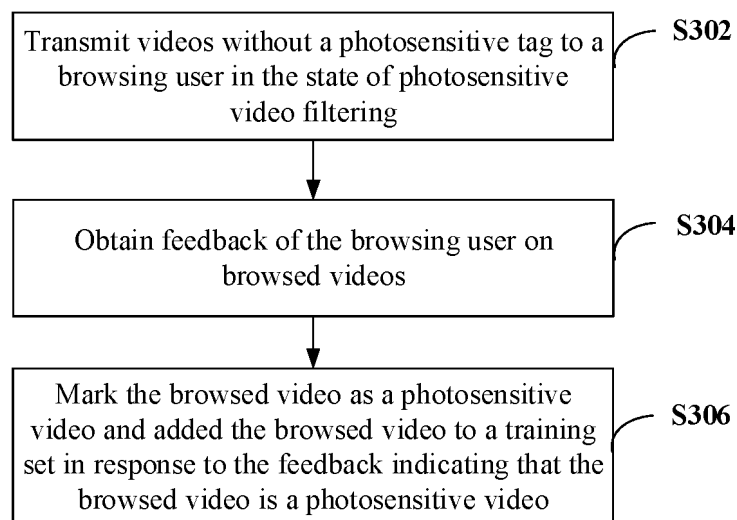 Transmit videos without a photosensitive tag to a
browsing user in the state of photosensitive
video filtering
S302
Obtain feedback of the browsing user on
browsed videos
S304
Mark the browsed video as a photosensitive
video and added the browsed video to a training
set in response to the feedback indicating that the
browsed video is a photosensitive video
S306